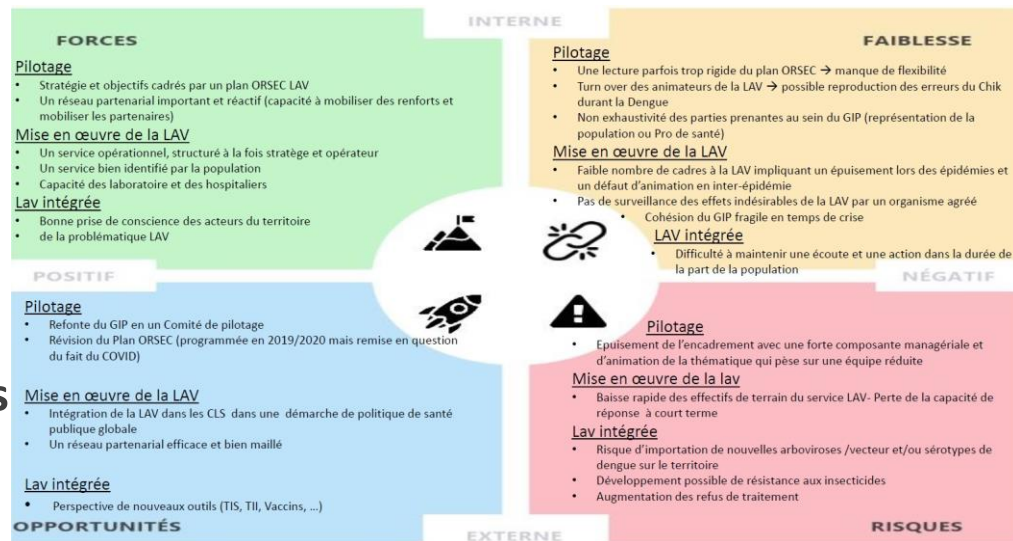 INTERNE
FORCES
Pilotage
• Stratégie et objectifs cadrés par un plan ORSEC LAV
• Un réseau partenarial important et réactif (capacité à mobiliser des renforts et
mobiliser les partenaires)
Mise en œuvre de la LAV
• Un service opérationnel, structuré à la fois stratège et opérateur
• Un service bien identifié par la population
• Capacité des laboratoire et des hospitaliers
Lav intégrée
• Bonne prise de conscience des acteurs du territoire
• de la problématique LAV
FAIBLESSE
Pilotage
• Une lecture parfois trop rigide du plan ORSEC → manque de flexibilité
• Turn over des animateurs de la LAV → possible reproduction des erreurs du Chik
durant la Dengue
• Non exhaustivité des parties prenantes au sein du GIP (représentation de la
population ou Pro de santé)
Mise en œuvre de la LAV
• Faible nombre de cadres à la LAV impliquant un épuisement lors des épidémies et
un défaut d'animation en inter-épidémie
• Pas de surveillance des effets indésirables de la LAV par un organisme agréé
• Cohésion du GIP fragile en temps de crise
LAV intégrée
• Difficulté à maintenir une écoute et une action dans la durée de
la part de la population
POSITIF
NÉGATIF
Pilotage
• Refonte du GIP en un Comité de pilotage
• Révision du Plan ORSEC (programmée en 2019/2020 mais remise en question
du fait du COVID)
S
Mise en œuvre de la LAV
• Intégration de la LAV dans les CLS dans une démarche de politique de santé
publique globale
• Un réseau partenarial efficace et bien maillé
Lav intégrée
• Perspective de nouveaux outils (TIS, TII, Vaccins, ...)
OPPORTUNITÉS
Pilotage
• Epuisement de l'encadrement avec une forte composante managériale et
d'animation de la thématique qui pèse sur une équipe réduite
Mise en œuvre de la lav
• Baisse rapide des effectifs de terrain du service LAV- Perte de la capacité de
réponse à court terme
Lav intégrée
• Risque d'importation de nouvelles arboviroses /vecteur et/ou sérotypes de
dengue sur le territoire
• Développement possible de résistance aux insecticides
• Augmentation des refus de traitement
RISQUES
EXTERNE